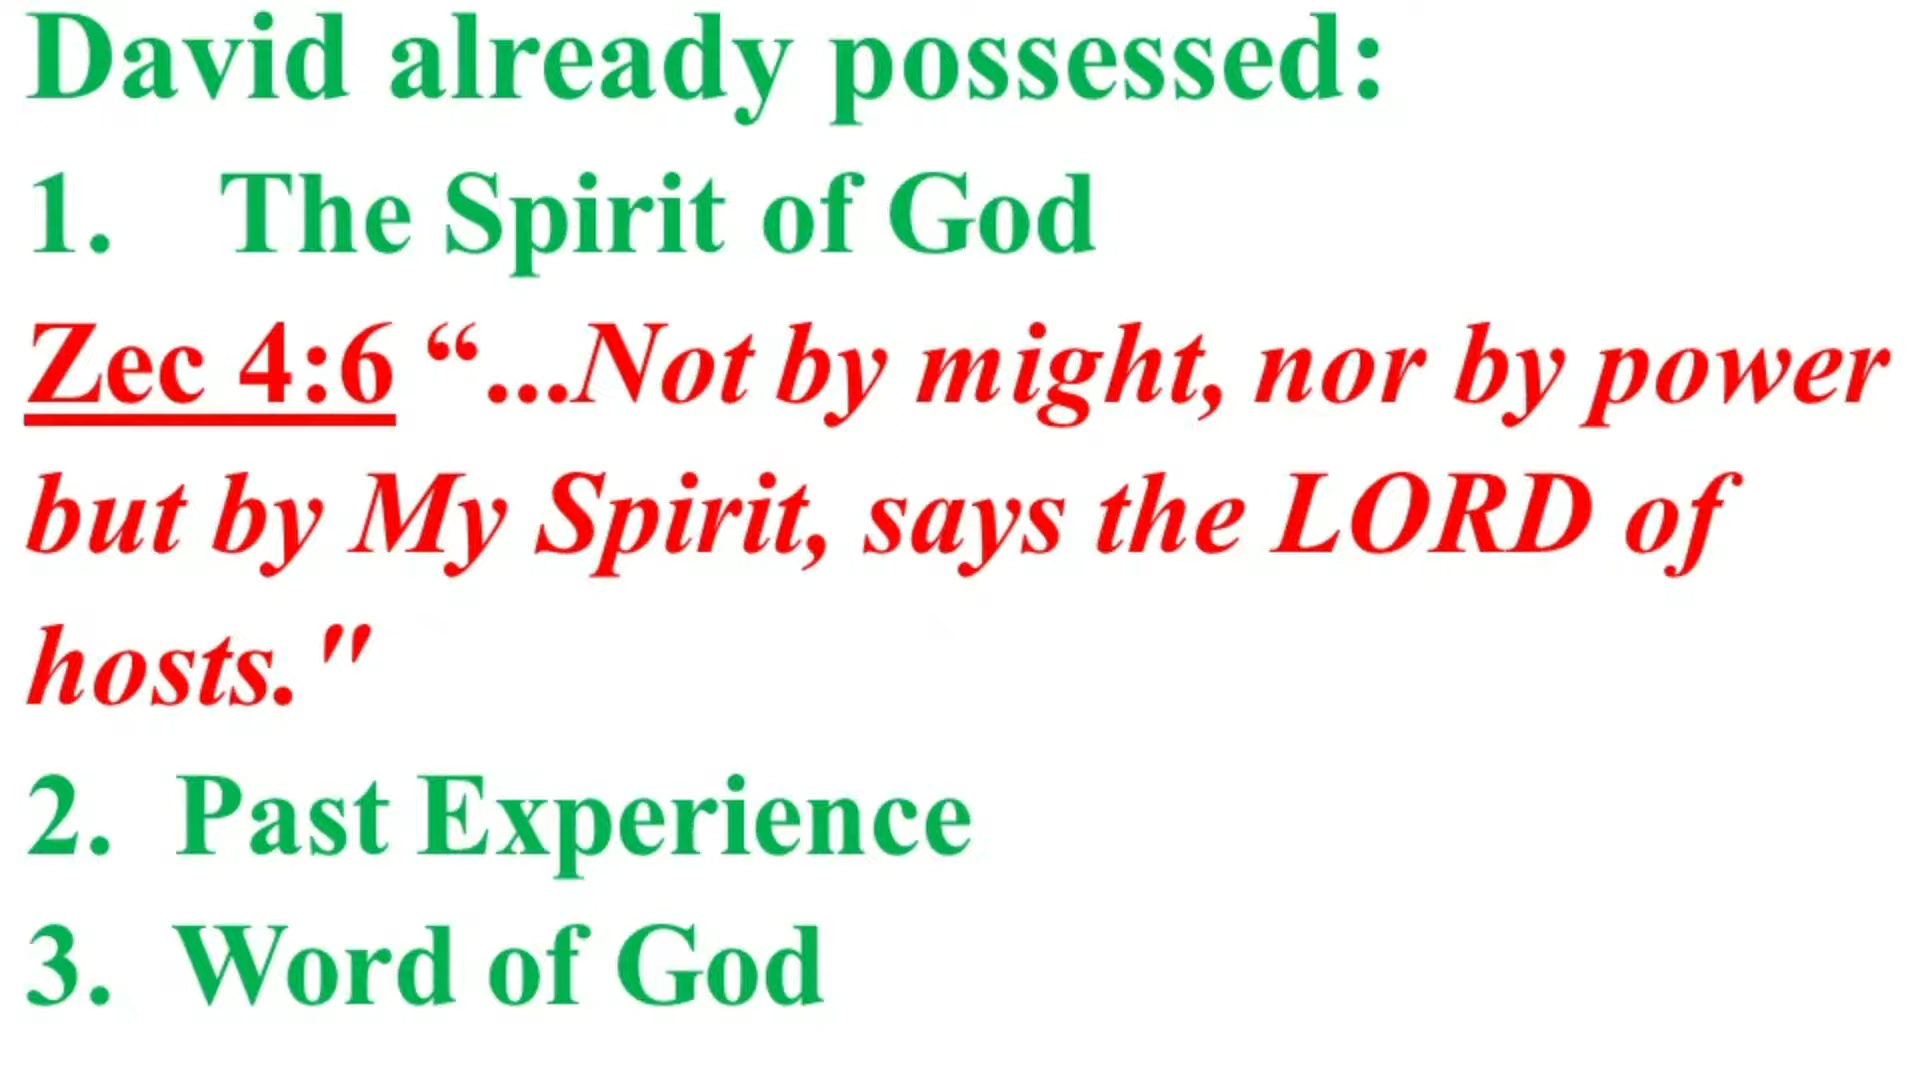 David already possessed:
1. The Spirit of God
Zec 4:6 “...Not by might, nor by power
but by My Spirit, says the LORD of
hosts."
2. Past Experience
3. Word of God